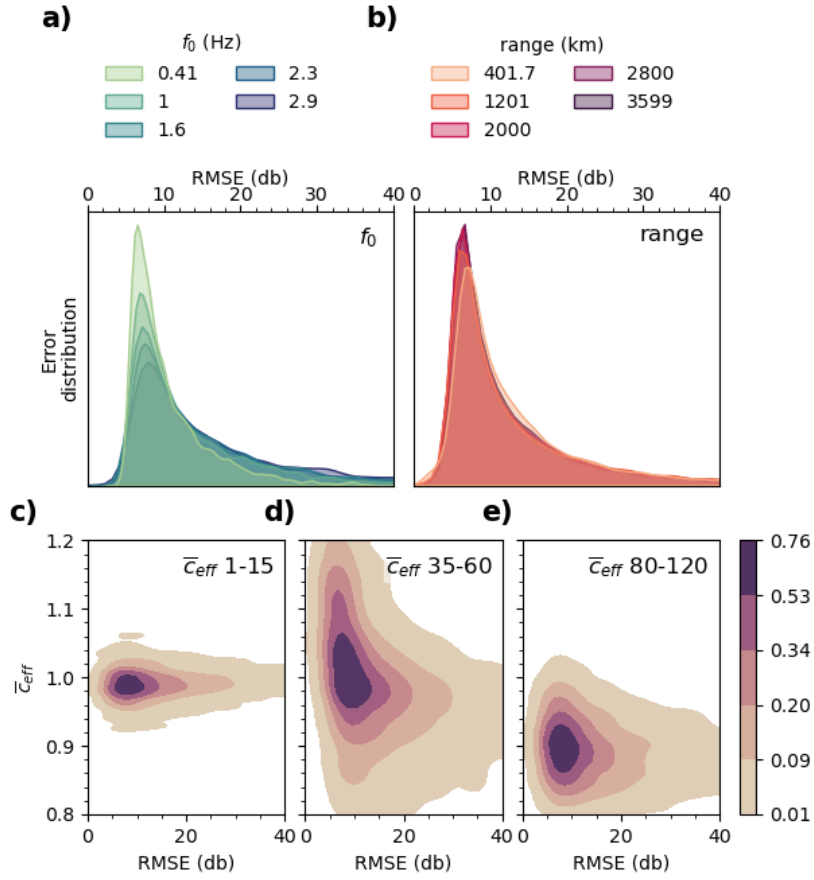 a)
f₀ (Hz)
0.41
1
1.6
2.3
2.9
b)
range (km)
401.7
1201
2000
2800
3599
RMSE (db)
0 10 20 30 40
f₀
Error
distribution
RMSE (db)
0 10 20 30 40
range
c)
1.2
1.1
1.0
0.9
0.8
c̅eff
c̅eff 1-15
0 20 40
RMSE (db)
d)
c̅eff 35-60
0 20 40
RMSE (db)
e)
c̅eff 80-120
0 20 40
RMSE (db)
0.76
0.53
0.34
0.20
0.09
0.01